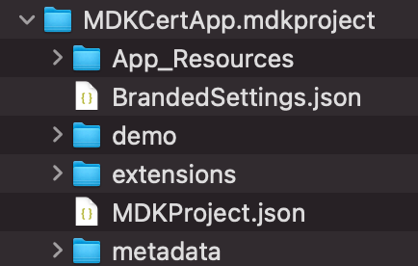 MDKCertApp.mdkproject
App_Resources
BrandedSettings.json
demo
extensions
MDKProject.json
metadata